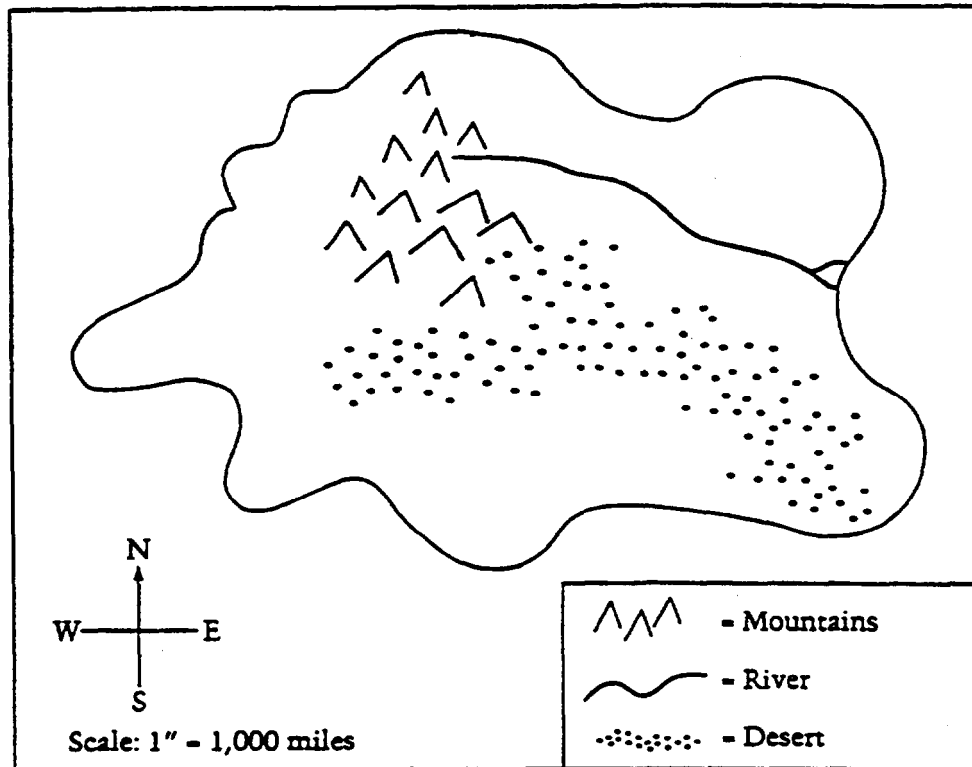 N
W E
S
Scale: 1" = 1,000 miles
= Mountains
= River
= Desert